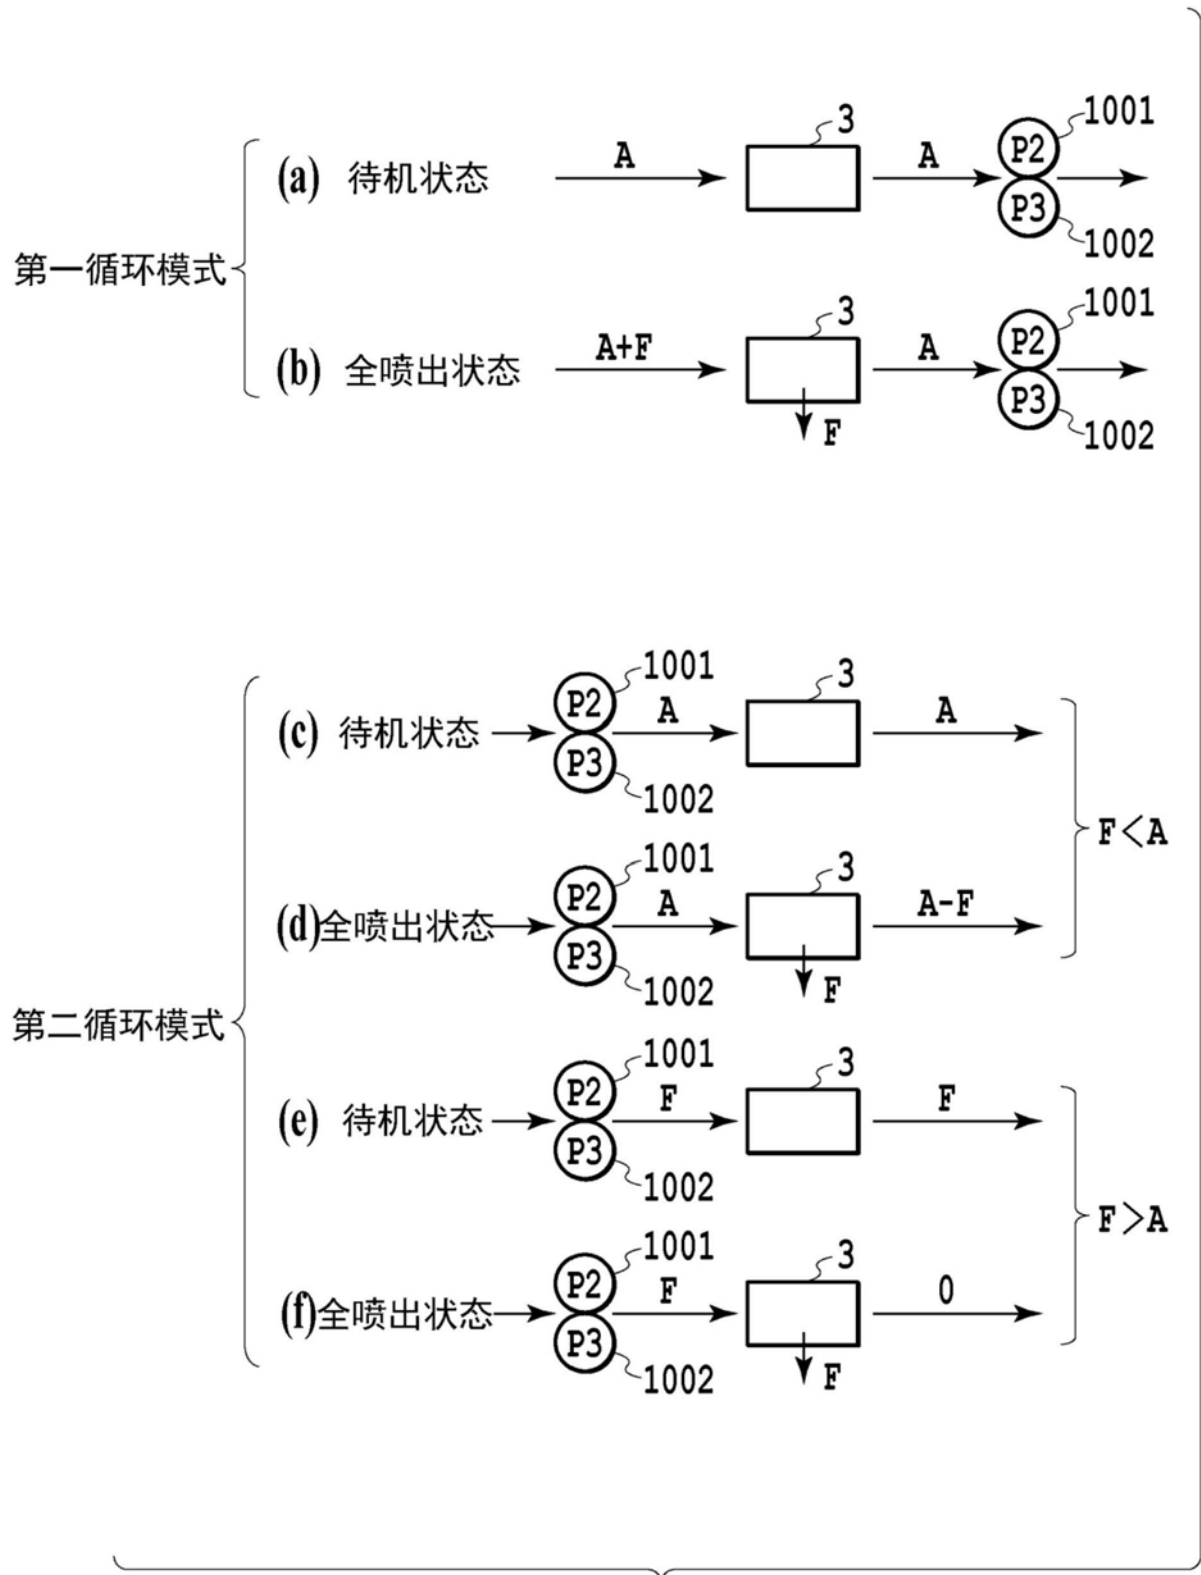 第一循环模式
(a) 待机状态 A 3 A P2 P3 1001 1002
(b) 全喷出状态 A+F 3 F A P2 P3 1001 1002
第二循环模式
(c) 待机状态 P2 P3 1001 1002 A 3 A
(d)全喷出状态 P2 P3 1001 1002 A 3 F A-F
F<A
(e) 待机状态 P2 P3 1001 1002 F 3 F
(f)全喷出状态 P2 P3 1001 1002 F 3 F 0
F>A